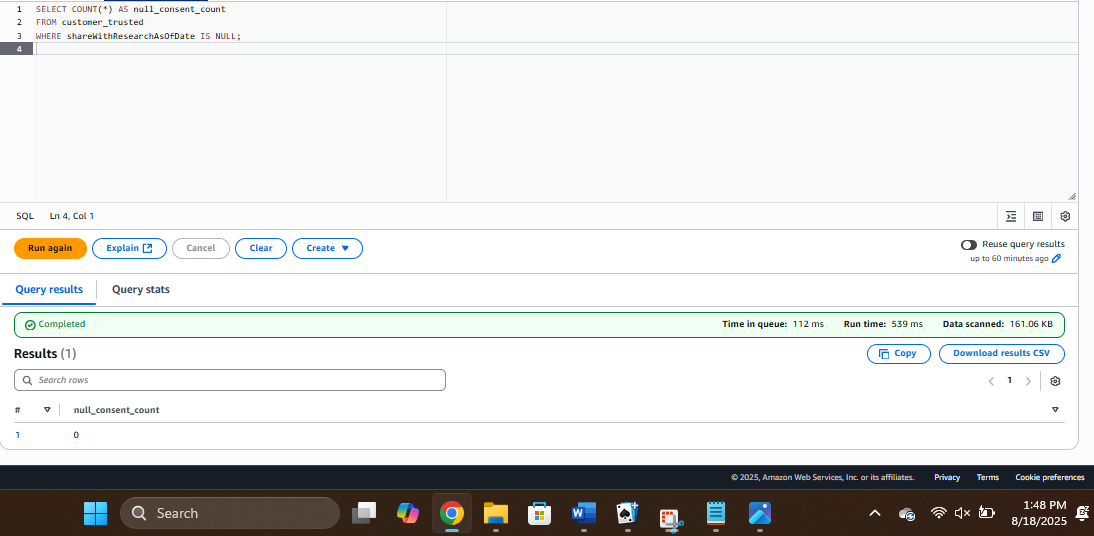 1 SELECT COUNT(*) AS null_consent_count
2 FROM customer_trusted
3 WHERE shareWithResearchAsOfDate IS NULL;
4
SQL Ln 4, Col 1
Run again Explain Cancel Clear Create Reuse query results
up to 60 minutes ago
Query results Query stats
Completed Time in queue: 112 ms Run time: 539 ms Data scanned: 161.06 KB
Results (1) Copy Download results CSV
Search rows 1
# null_consent_count
1 0
© 2025, Amazon Web Services, Inc. or its affiliates. Privacy Terms Cookie preferences
Search 1:48 PM
8/18/2025